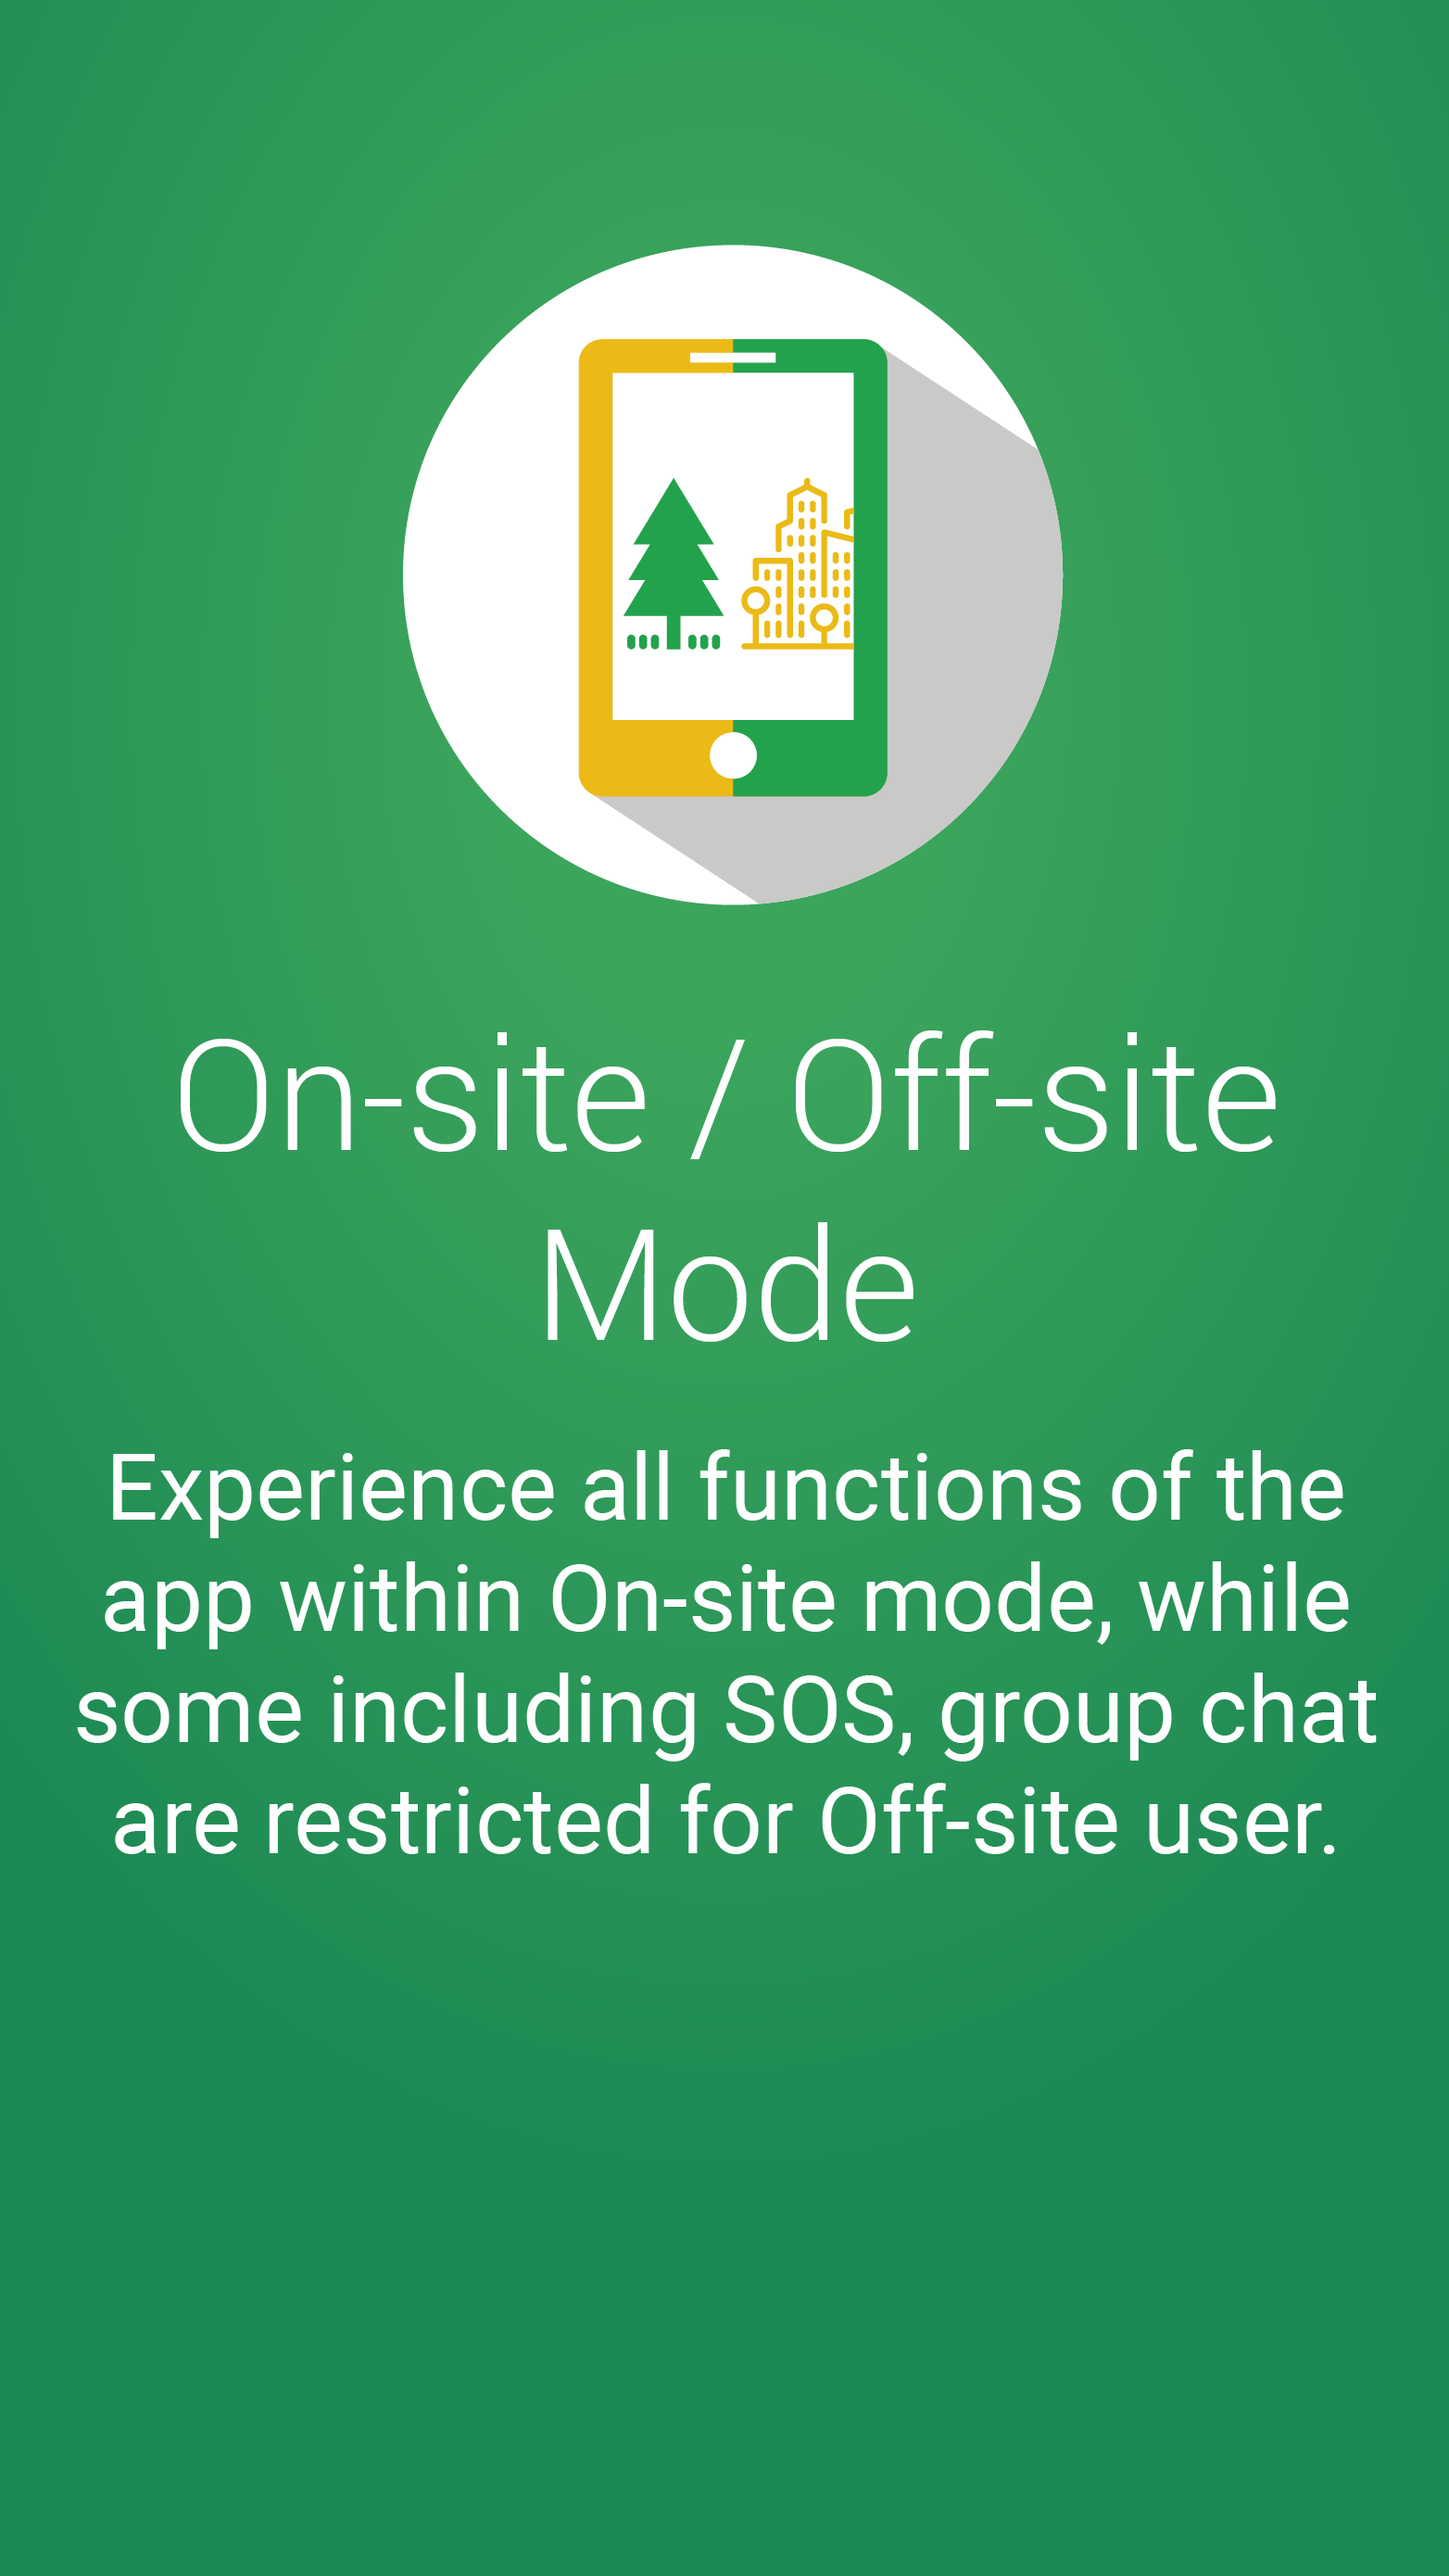 On-site / Off-site
Mode
Experience all functions of the
app within On-site mode, while
some including SOS, group chat
are restricted for Off-site user.